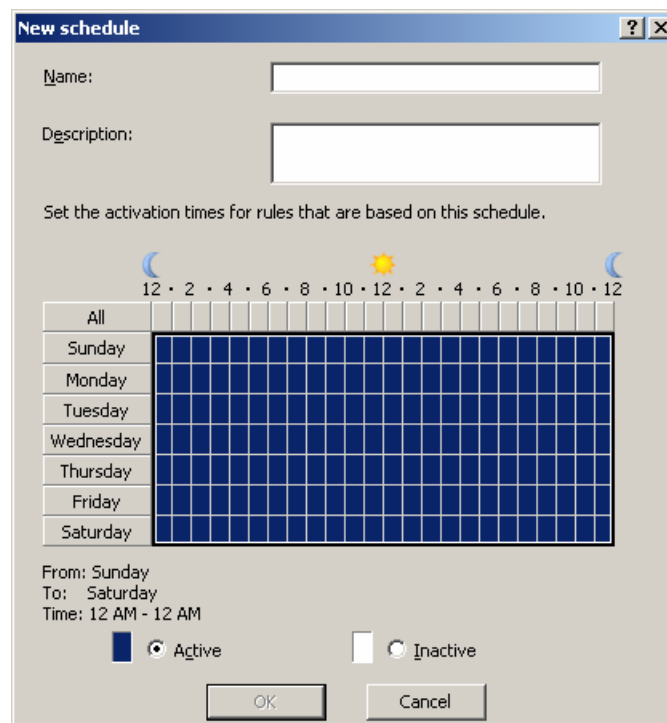 New schedule
Name:
Description:
Set the activation times for rules that are based on this schedule.
12 · 2 · 4 · 6 · 8 · 10 · 12 · 2 · 4 · 6 · 8 · 10 · 12
All
Sunday
Monday
Tuesday
Wednesday
Thursday
Friday
Saturday
From: Sunday
To: Saturday
Time: 12 AM - 12 AM
Active Inactive
OK Cancel